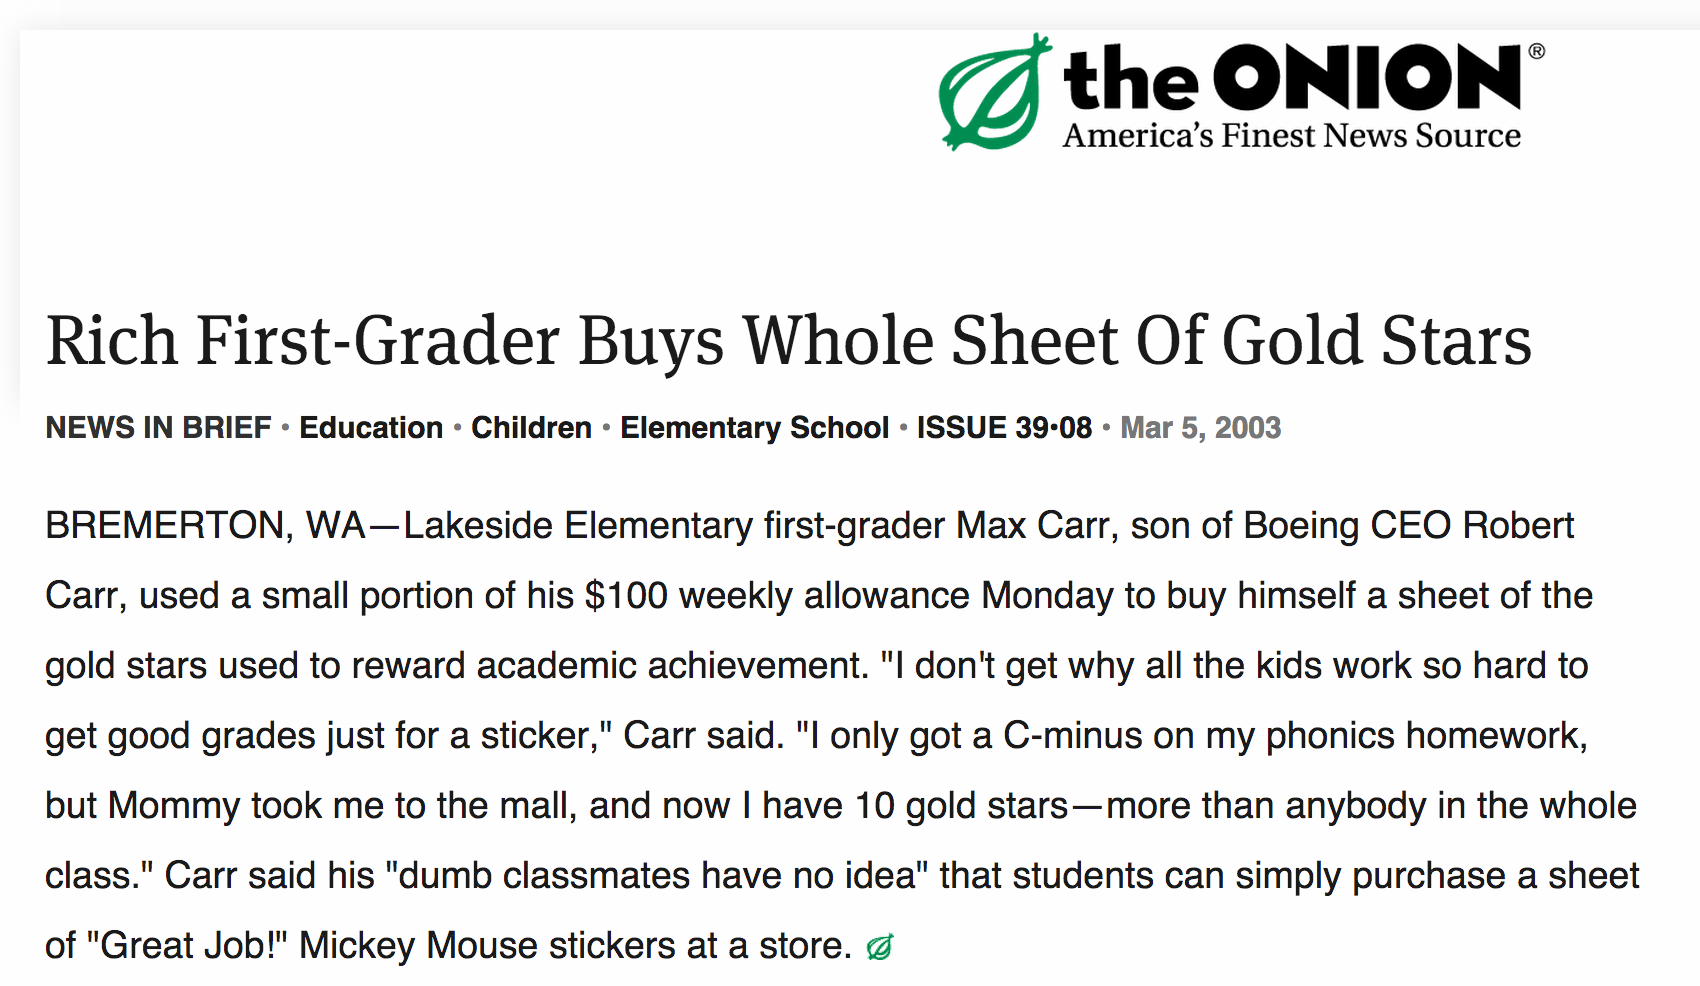 the ONION®
America's Finest News Source
Rich First-Grader Buys Whole Sheet Of Gold Stars
NEWS IN BRIEF • Education • Children • Elementary School • ISSUE 39•08 • Mar 5, 2003
BREMERTON, WA—Lakeside Elementary first-grader Max Carr, son of Boeing CEO Robert
Carr, used a small portion of his $100 weekly allowance Monday to buy himself a sheet of the
gold stars used to reward academic achievement. "I don't get why all the kids work so hard to
get good grades just for a sticker," Carr said. "I only got a C-minus on my phonics homework,
but Mommy took me to the mall, and now I have 10 gold stars—more than anybody in the whole
class." Carr said his "dumb classmates have no idea" that students can simply purchase a sheet
of "Great Job!" Mickey Mouse stickers at a store.